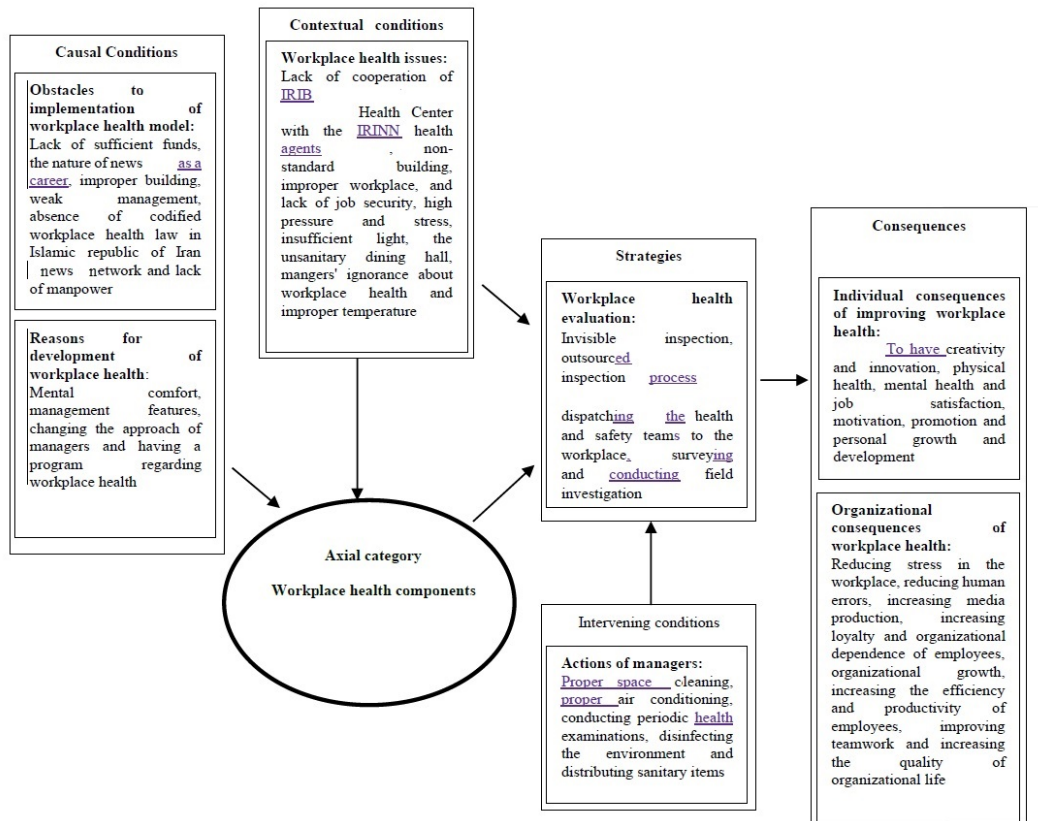 Causal Conditions
Obstacles to
implementation of
workplace health model:
Lack of sufficient funds,
the nature of news as a
career, improper building,
weak management,
absence of codified
workplace health law in
Islamic republic of Iran
news network and lack
of manpower
Reasons for
development of
workplace health:
Mental comfort,
management features,
changing the approach of
managers and having a
program regarding
workplace health
Contextual conditions
Workplace health issues:
Lack of cooperation of
IRIB
Health Center
with the IRINN health
agents , non-
standard building,
improper workplace, and
lack of job security, high
pressure and stress,
insufficient light, the
unsanitary dining hall,
mangers' ignorance about
workplace health and
improper temperature
Axial category
Workplace health components
Strategies
Workplace health
evaluation:
Invisible inspection,
outsourced
inspection process
dispatching the health
and safety teams to the
workplace, surveying
and conducting field
investigation
Intervening conditions
Actions of managers:
Proper space cleaning,
proper air conditioning,
conducting periodic health
examinations, disinfecting
the environment and
distributing sanitary items
Consequences
Individual consequences
of improving workplace
health:
To have creativity
and innovation, physical
health, mental health and
job satisfaction,
motivation, promotion and
personal growth and
development
Organizational
consequences of
workplace health:
Reducing stress in the
workplace, reducing human
errors, increasing media
production, increasing
loyalty and organizational
dependence of employees,
organizational growth,
increasing the efficiency
and productivity of
employees, improving
teamwork and increasing
the quality of
organizational life